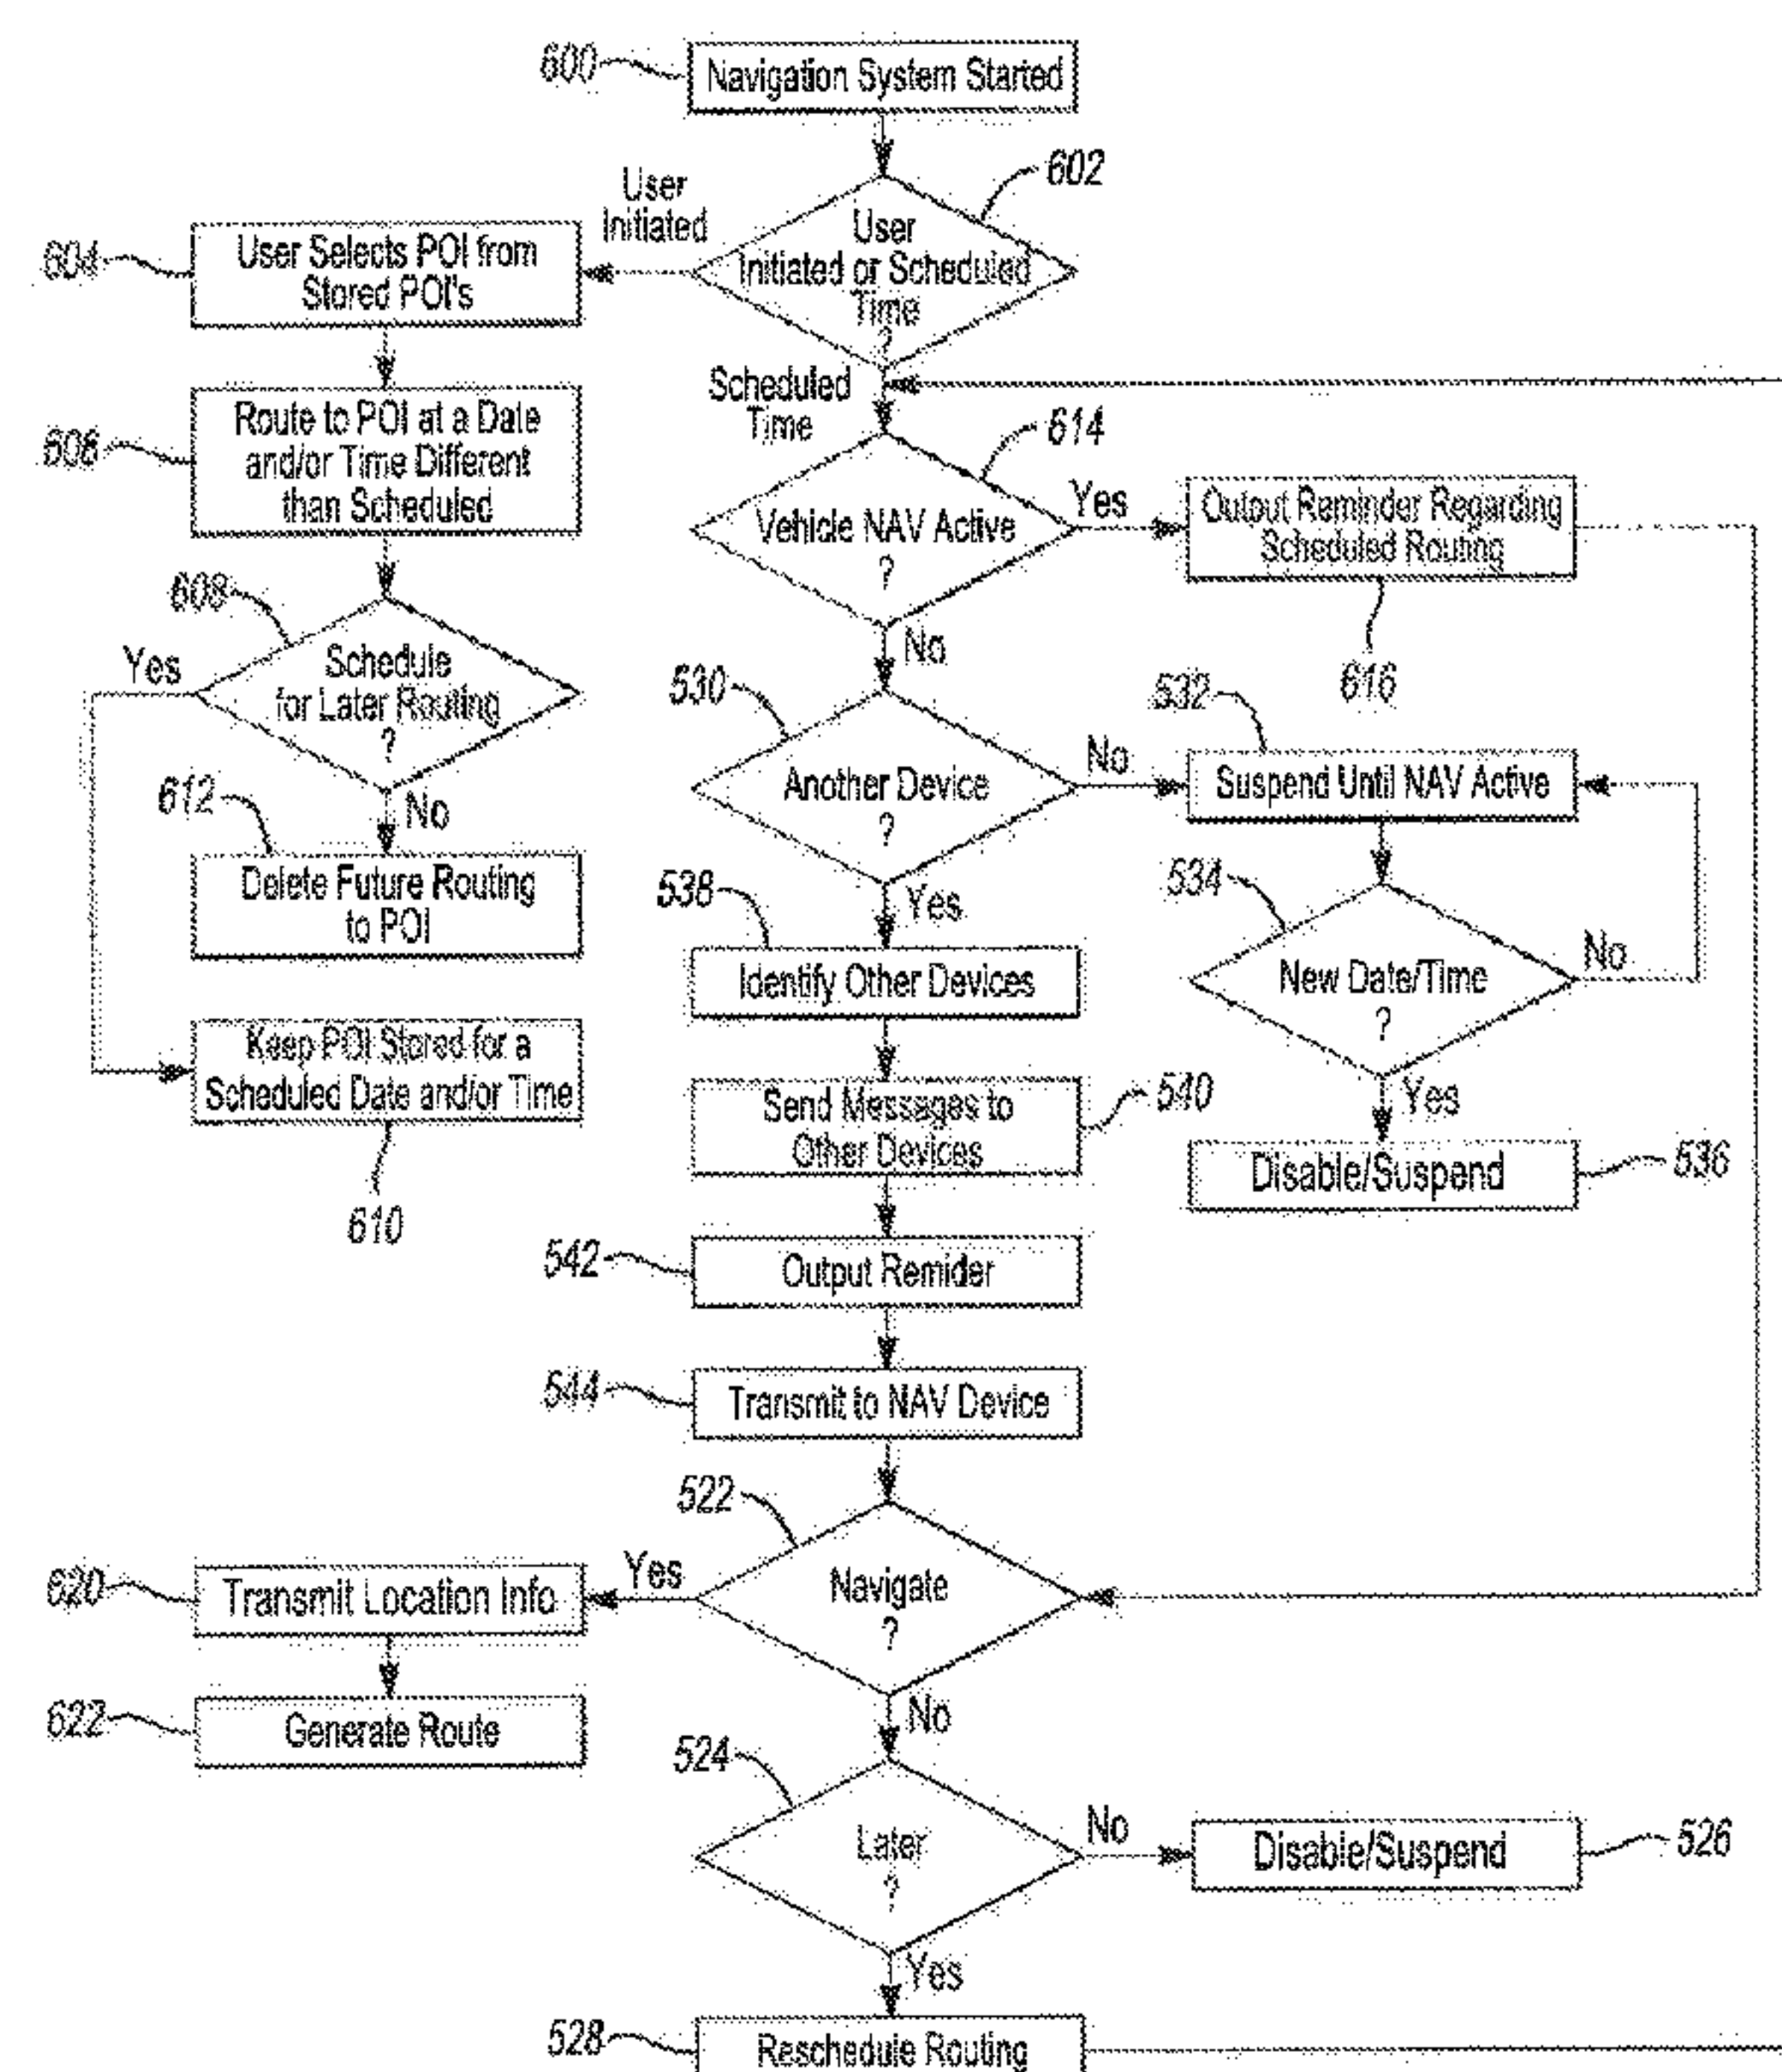 600
Navigation System Started
602
User
Initiated
User
Initiated or Scheduled
Time
?
604
User Selects POI from
Stored POI's
Scheduled
Time
606
Route to POI at a Date
and/or Time Different
than Scheduled
614
Vehicle NAV Active
?
Yes
Output Reminder Regarding
Scheduled Routing
616
No
608
Schedule
for Later Routing
?
Yes
No
612
Delete Future Routing
to POI
Keep POI Stored for a
Scheduled Date and/or Time
610
530
Another Device
?
No
532
Suspend Until NAV Active
534
New Date/Time
?
No
Yes
Disable/Suspend
536
Yes
538
Identify Other Devices
Send Messages to
Other Devices
540
542
Output Remider
544
Transmit to NAV Device
522
Navigate
?
Yes
620
Transmit Location Info
622
Generate Route
No
524
Later
?
No
Disable/Suspend
526
Yes
528
Reschedule Routing